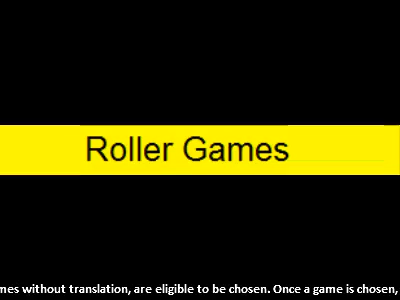 Roller Games
mes without translation, are eligible to be chosen. Once a game is chosen,